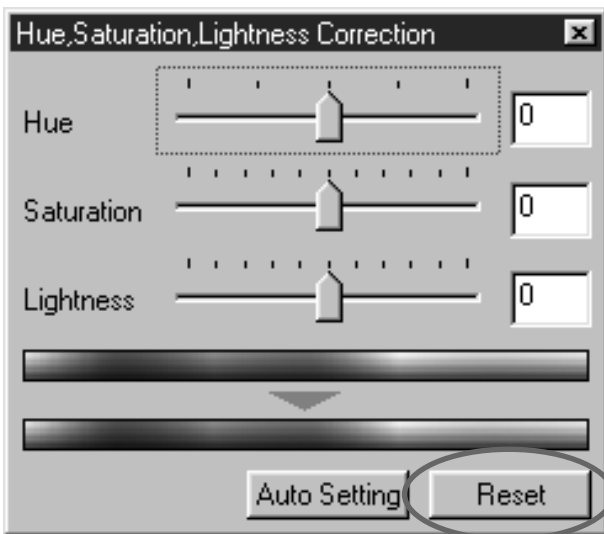 Hue,Saturation,Lightness Correction
Hue 0
Saturation 0
Lightness 0
Auto Setting Reset